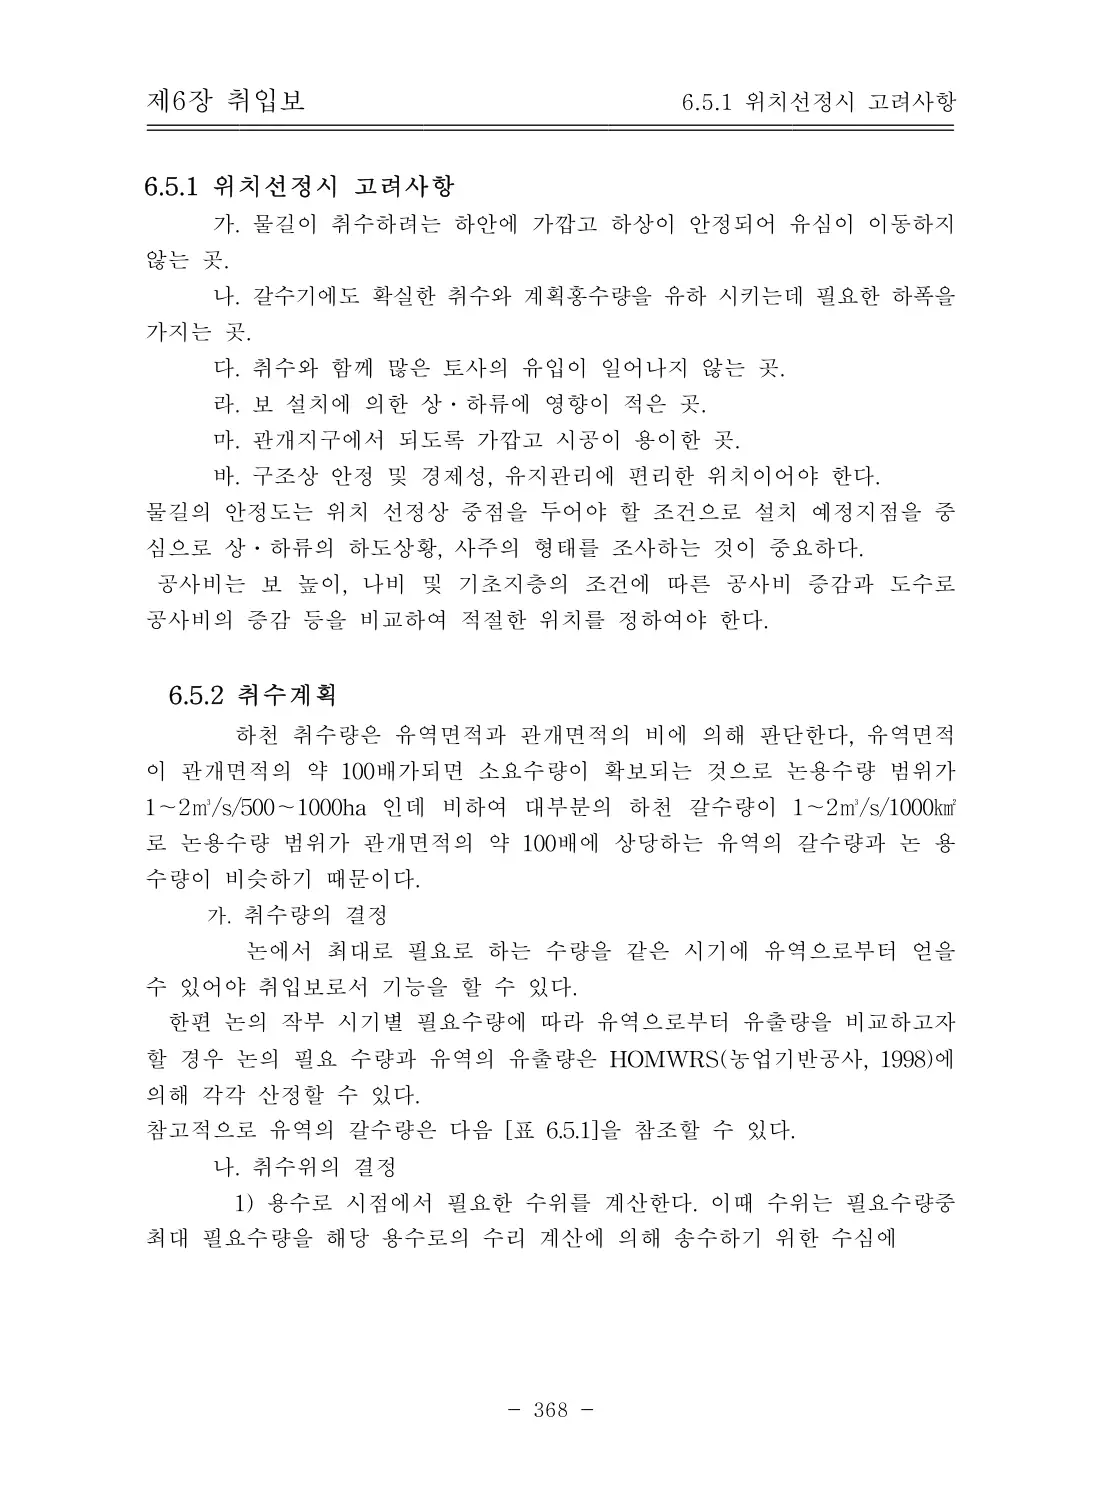 제6장 취입보
6.5.1 위치선정시 고려사항
6.5.1 위치선정시 고려사항
가. 물길이 취수하려는 하안에 가깝고 하상이 안정되어 유심이 이동하지
않는 곳.
나. 갈수기에도 확실한 취수와 계획홍수량을 유하 시키는데 필요한 하폭을
가지는 곳.
다. 취수와 함께 많은 토사의 유입이 일어나지 않는 곳.
라. 보 설치에 의한 상・하류에 영향이 적은 곳.
마. 관개지구에서 되도록 가깝고 시공이 용이한 곳.
바. 구조상 안정 및 경제성, 유지관리에 편리한 위치이어야 한다.
물길의 안정도는 위치 선정상 중점을 두어야 할 조건으로 설치 예정지점을 중
심으로 상・하류의 하도상황, 사주의 형태를 조사하는 것이 중요하다.
공사비는 보 높이, 나비 및 기초지층의 조건에 따른 공사비 증감과 도수로
공사비의 증감 등을 비교하여 적절한 위치를 정하여야 한다.
6.5.2 취수계획
하천 취수량은 유역면적과 관개면적의 비에 의해 판단한다, 유역면적
이 관개면적의 약 100배가되면 소요수량이 확보되는 것으로 논용수량 범위가
1～2㎥/s/500～1000ha 인데 비하여 대부분의 하천 갈수량이 1～2㎥/s/1000㎢
로 논용수량 범위가 관개면적의 약 100배에 상당하는 유역의 갈수량과 논 용
수량이 비슷하기 때문이다.
가. 취수량의 결정
논에서 최대로 필요로 하는 수량을 같은 시기에 유역으로부터 얻을
수 있어야 취입보로서 기능을 할 수 있다.
한편 논의 작부 시기별 필요수량에 따라 유역으로부터 유출량을 비교하고자
할 경우 논의 필요 수량과 유역의 유출량은 HOMWRS(농업기반공사, 1998)에
의해 각각 산정할 수 있다.
참고적으로 유역의 갈수량은 다음 [표 6.5.1]을 참조할 수 있다.
나. 취수위의 결정
1) 용수로 시점에서 필요한 수위를 계산한다. 이때 수위는 필요수량중
최대 필요수량을 해당 용수로의 수리 계산에 의해 송수하기 위한 수심에
- 368 -